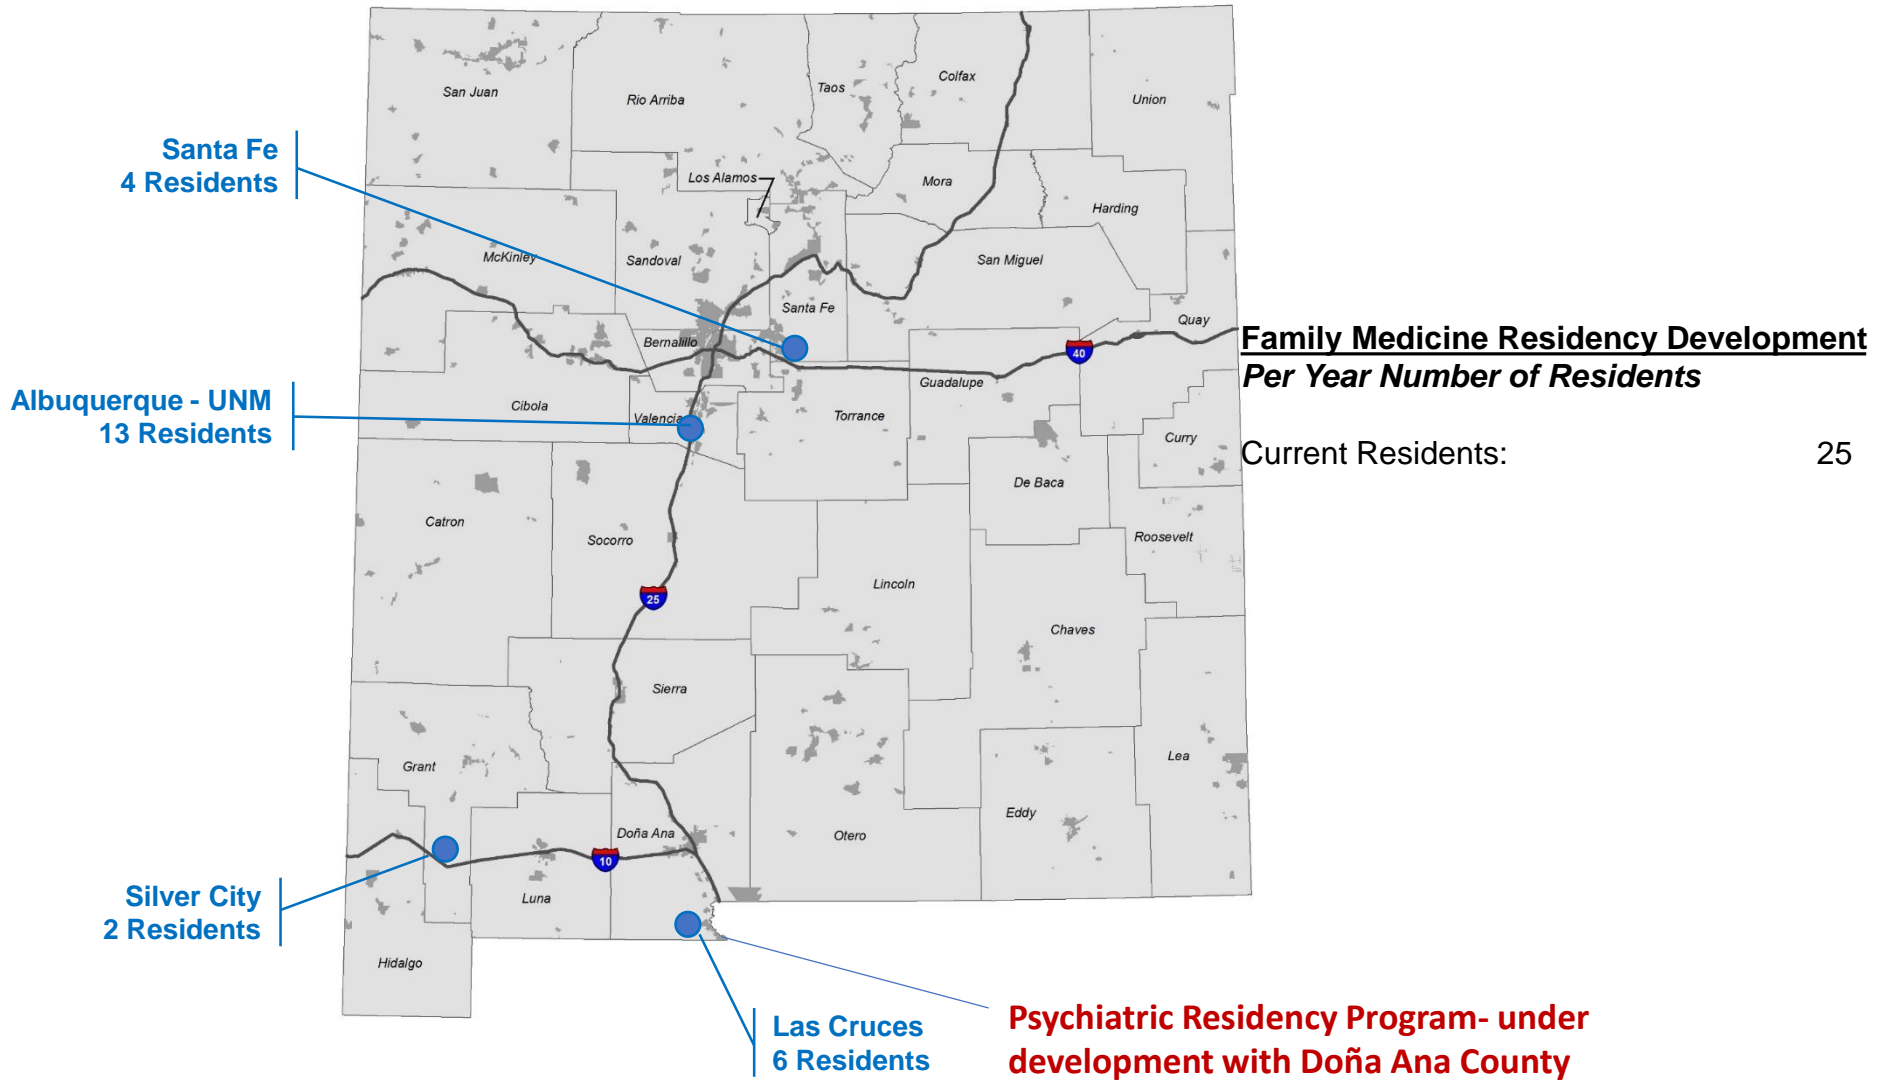 San Juan
Rio Arriba
Taos
Colfax
Union
Santa Fe
4 Residents
Los Alamos
Mora
Harding
McKinley
Sandoval
San Miguel
Santa Fe
Quay
Bernalillo
40
Family Medicine Residency Development
Per Year Number of Residents
Guadalupe
Albuquerque - UNM
13 Residents
Cibola
Valencia
Torrance
Curry
Current Residents: 25
De Baca
Catron
Socorro
Roosevelt
Lincoln
25
Chaves
Sierra
Grant
Lea
Doña Ana
Otero
Eddy
10
Silver City
2 Residents
Luna
Hidalgo
Las Cruces
6 Residents
Psychiatric Residency Program- under
development with Doña Ana County